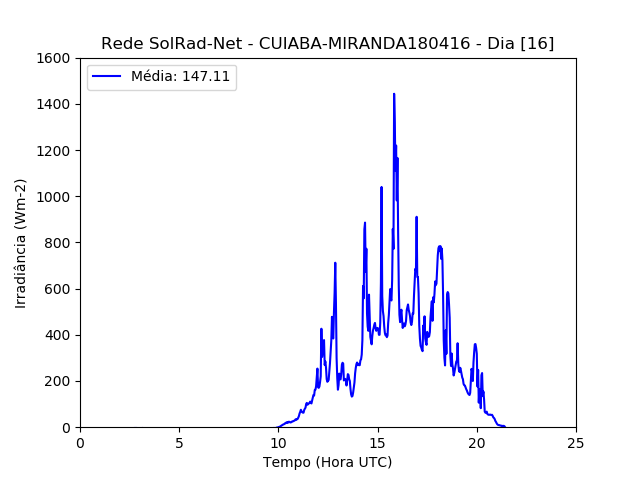 Rede SolRad-Net - CUIABA-MIRANDA180416 - Dia [16]
Média: 147.11
Irradiância (Wm-2)
1600
1400
1200
1000
800
600
400
200
0
0 5 10 15 20 25
Tempo (Hora UTC)